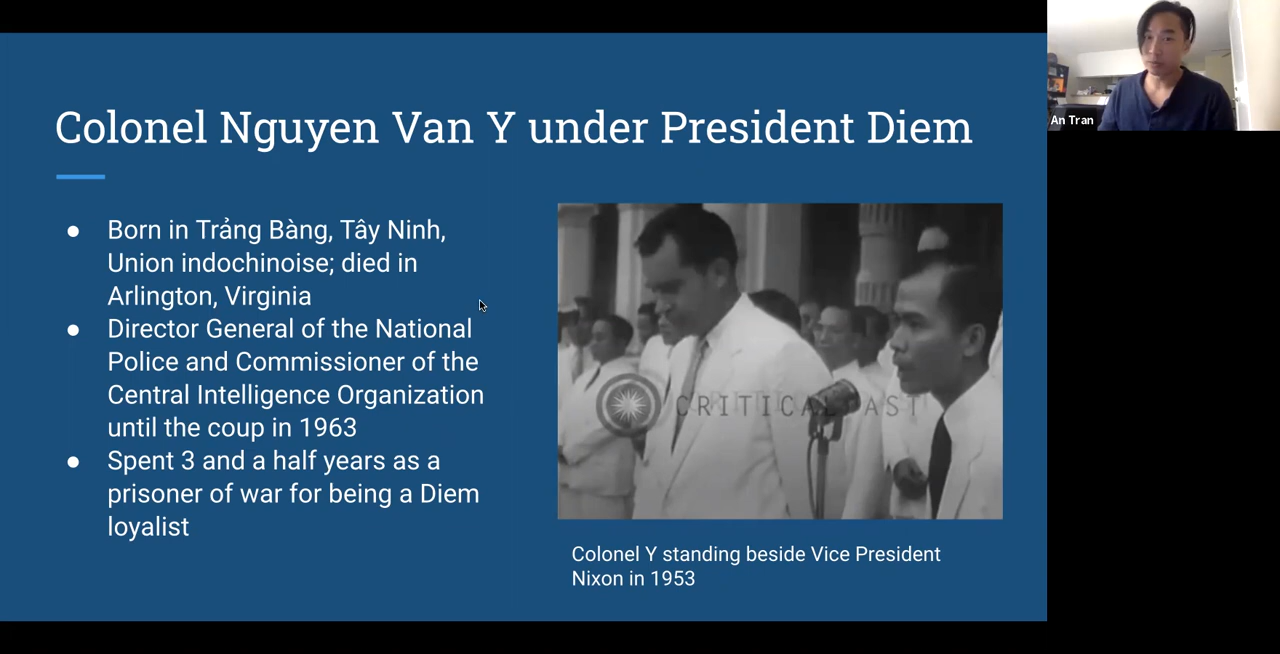 Colonel Nguyen Van Y under President Diem
An Tran
● Born in Trảng Bàng, Tây Ninh,
Union indochinoise; died in
Arlington, Virginia
● Director General of the National
Police and Commissioner of the
Central Intelligence Organization
until the coup in 1963
● Spent 3 and a half years as a
prisoner of war for being a Diem
loyalist
CRITICAL PAST
Colonel Y standing beside Vice President
Nixon in 1953